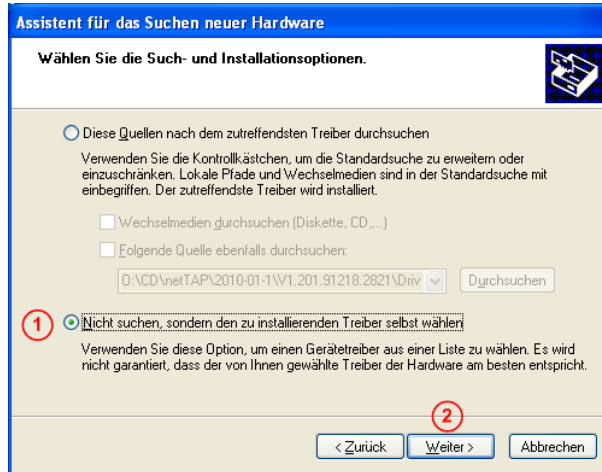 Assistent für das Suchen neuer Hardware
Wählen Sie die Such- und Installationsoptionen.
Diese Quellen nach dem zutreffendsten Treiber durchsuchen
Verwenden Sie die Kontrollkästchen, um die Standardsuche zu erweitern oder
einzuschränken. Lokale Pfade und Wechselmedien sind in der Standardsuche mit
einbegriffen. Der zutreffendste Treiber wird installiert.
Wechselmedien durchsuchen (Diskette, CD,...)
Folgende Quelle ebenfalls durchsuchen:
O:\CD\netTAP\2010-01-1\V1.201.91218.2821\Driv
Durchsuchen
1
Nicht suchen, sondern den zu installierenden Treiber selbst wählen
Verwenden Sie diese Option, um einen Gerätetreiber aus einer Liste zu wählen. Es wird
nicht garantiert, dass der von Ihnen gewählte Treiber der Hardware am besten entspricht.
2
< Zurück
Weiter >
Abbrechen